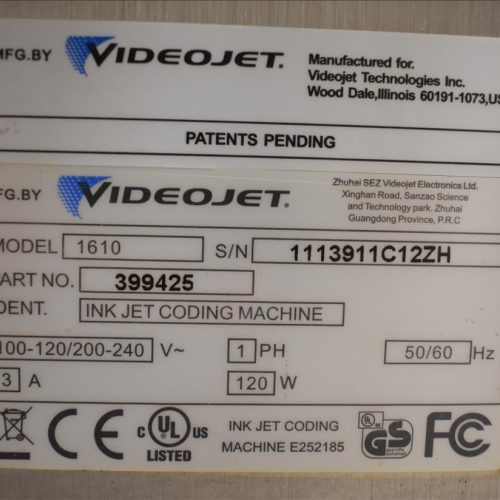 MFG.BY VIDEOJET. Manufactured for.
Videojet Technologies Inc.
Wood Dale,Illinois 60191-1073,US
PATENTS PENDING
MFG.BY VIDEOJET. Zhuhai SEZ Videojet Electronics Ltd.
Xinghan Road, Sanzao Science
and Technology park. Zhuhai
Guangdong Province, P.R.C
MODEL 1610 S/N 1113911C12ZH
PART NO. 399425
DENT. INK JET CODING MACHINE
100-120/200-240 V~ 1 PH 50/60 Hz
3 A 120 W
CE C UL US LISTED INK JET CODING
MACHINE E252185
UL GS FC